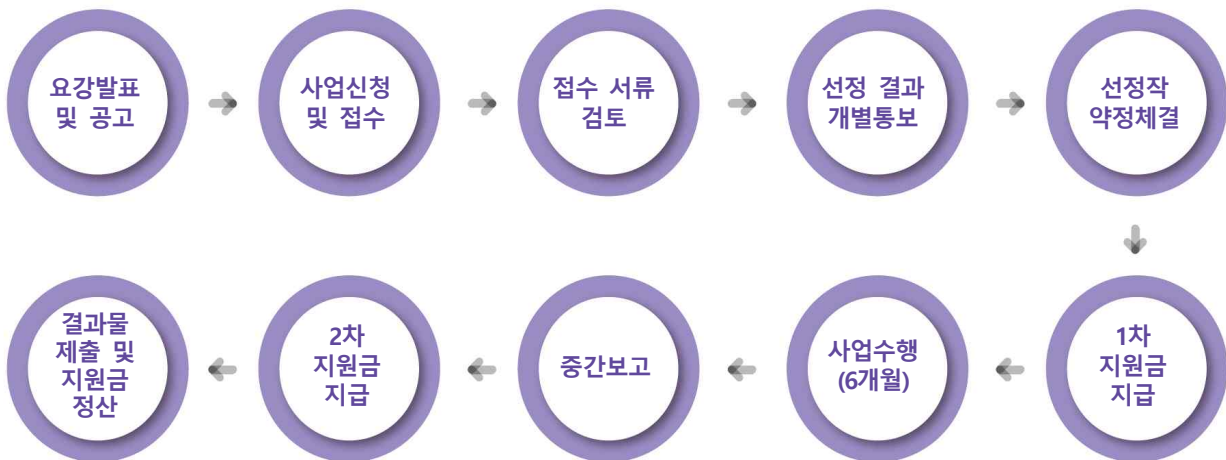 요강발표
및 공고
사업신청
및 접수
접수 서류
검토
선정 결과
개별통보
선정작
약정체결
1차
지원금
지급
사업수행
(6개월)
중간보고
2차
지원금
지급
결과물
제출 및
지원금
정산